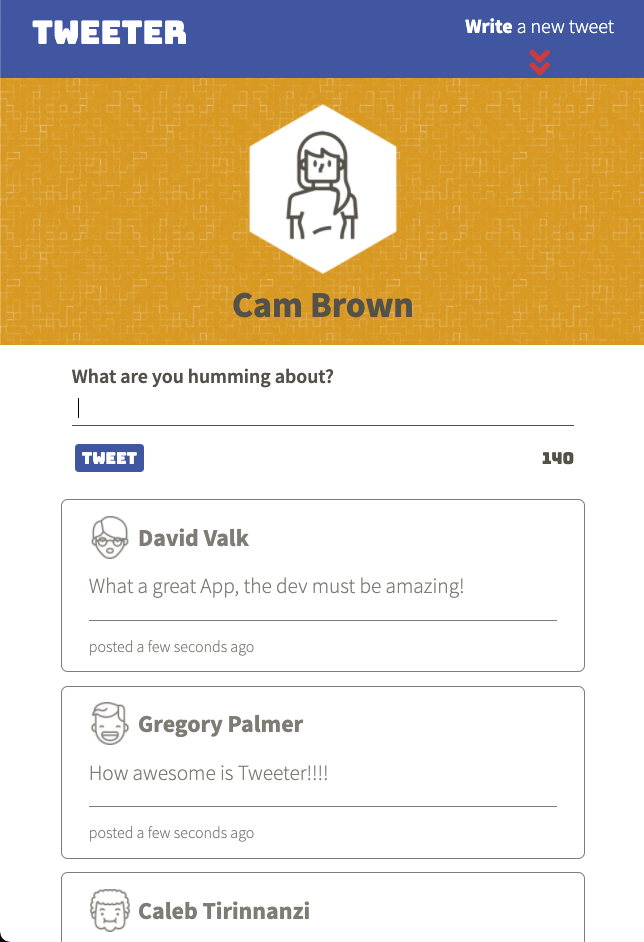 TWEETER
Write a new tweet
Cam Brown
What are you humming about?
TWEET
140
David Valk
What a great App, the dev must be amazing!
posted a few seconds ago
Gregory Palmer
How awesome is Tweeter!!!!
posted a few seconds ago
Caleb Tirinnanzi